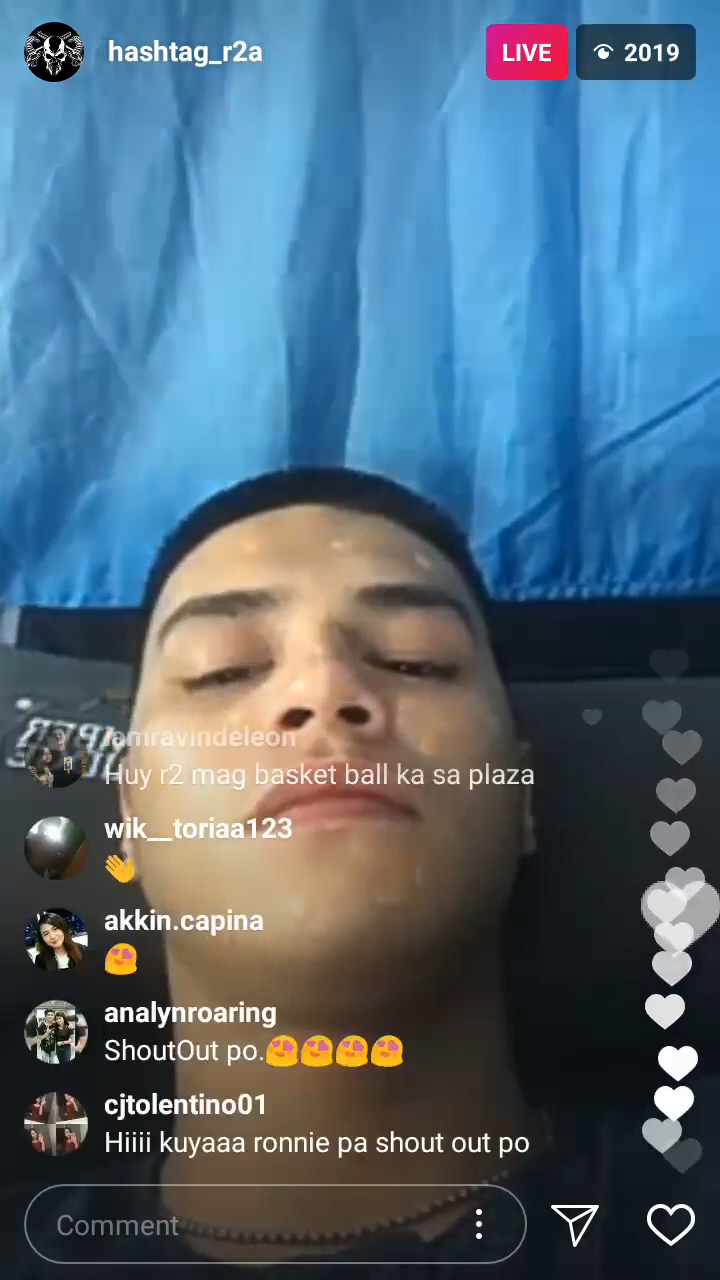 hashtag_r2a
LIVE
2019
iamravindeleon
Huy r2 mag basket ball ka sa plaza
wik__toriaa123
👋
akkin.capina
😍
analynroaring
ShoutOut po.😍😍😍😍
cjtolentino01
Hiiii kuyaaa ronnie pa shout out po
Comment